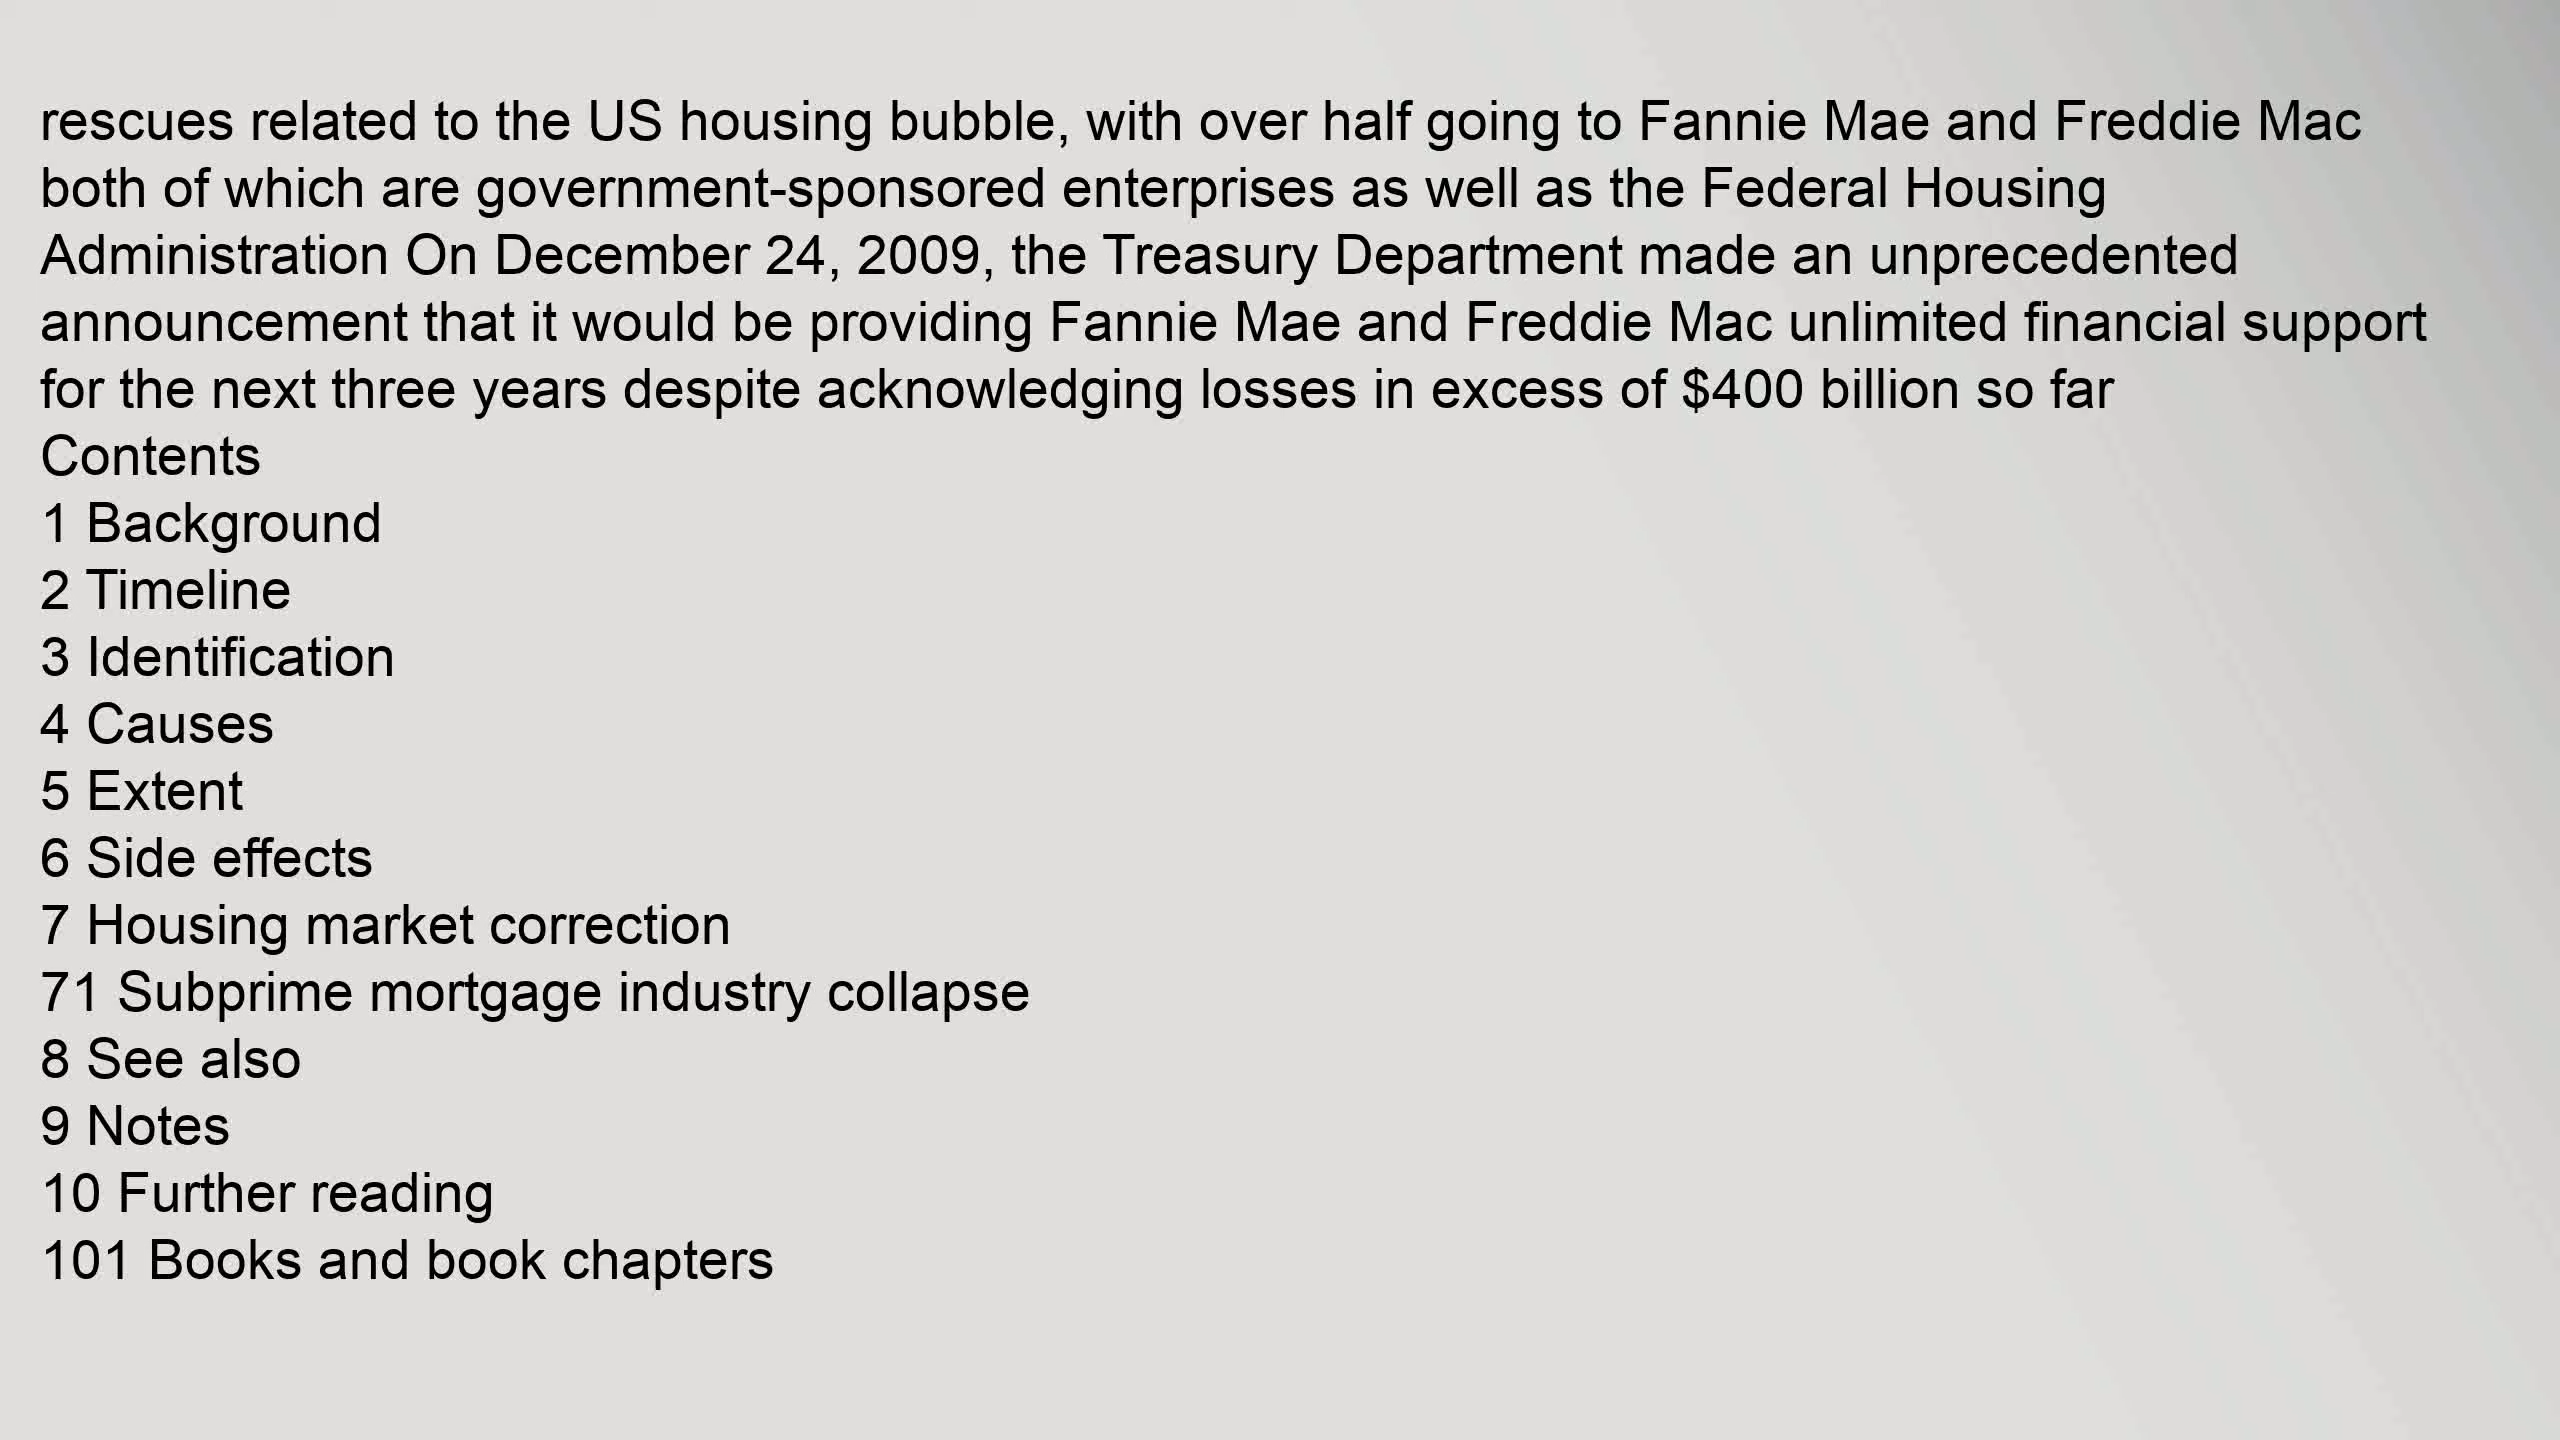 rescues related to the US housing bubble, with over half going to Fannie Mae and Freddie Mac
both of which are government-sponsored enterprises as well as the Federal Housing
Administration On December 24, 2009, the Treasury Department made an unprecedented
announcement that it would be providing Fannie Mae and Freddie Mac unlimited financial support
for the next three years despite acknowledging losses in excess of $400 billion so far
Contents
1 Background
2 Timeline
3 Identification
4 Causes
5 Extent
6 Side effects
7 Housing market correction
71 Subprime mortgage industry collapse
8 See also
9 Notes
10 Further reading
101 Books and book chapters